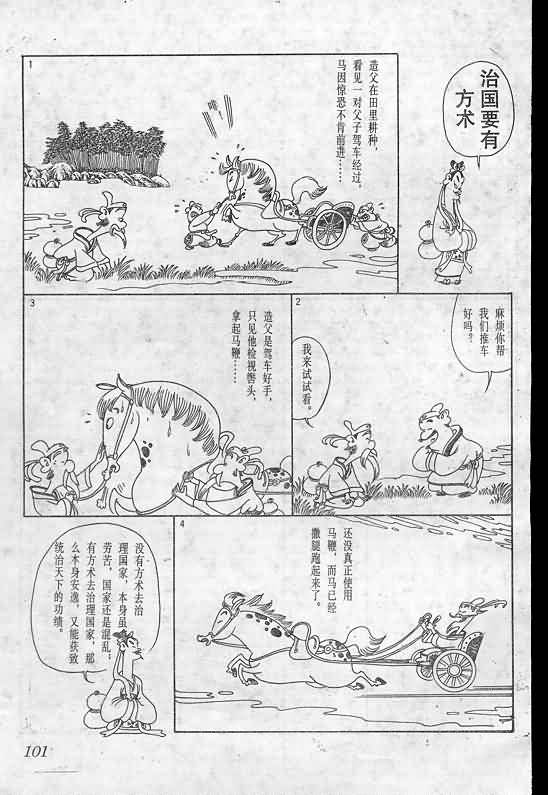 治国要有
方术
1
造父在田里耕种，
看见一对父子驾车经过，
马因惊恐不肯前进……
嘶！
2
麻烦你帮
我们推车
好吗？
我来试试看。
3
造父是驾车好手，
只见他检视辔头，
拿起马鞭……
4
还没真正使用
马鞭，而马已经
撒腿跑起来了。
没有方术去治
理国家，本身虽
劳苦，国家还是混乱；
有方术去治理国家，那
么本身安逸，又能获致
统治天下的功绩。
101